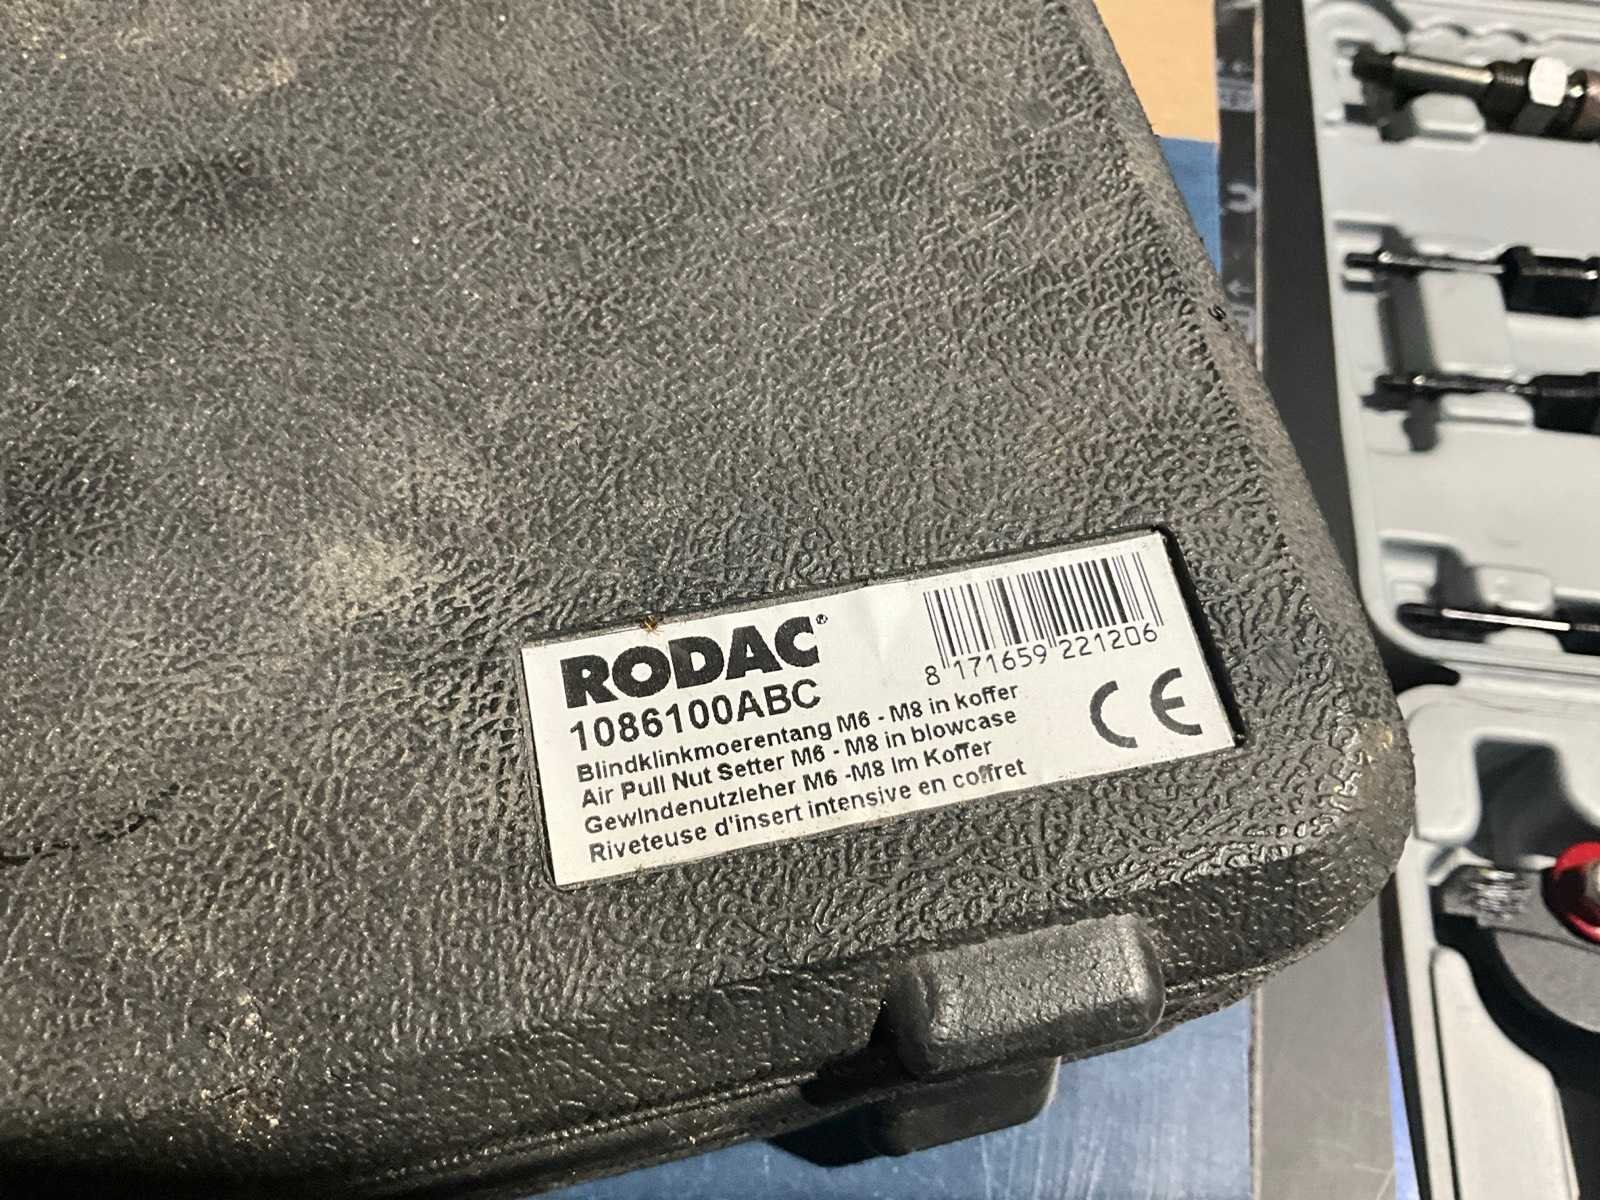 RODAC®
8 171659 221206
1086100ABC
Blindklinkmoerentang M6 - M8 in koffer
Air Pull Nut Setter M6 - M8 in blowcase
Gewindenutzieher M6 -M8 Im Koffer
Riveteuse d'insert intensive en coffret
CE